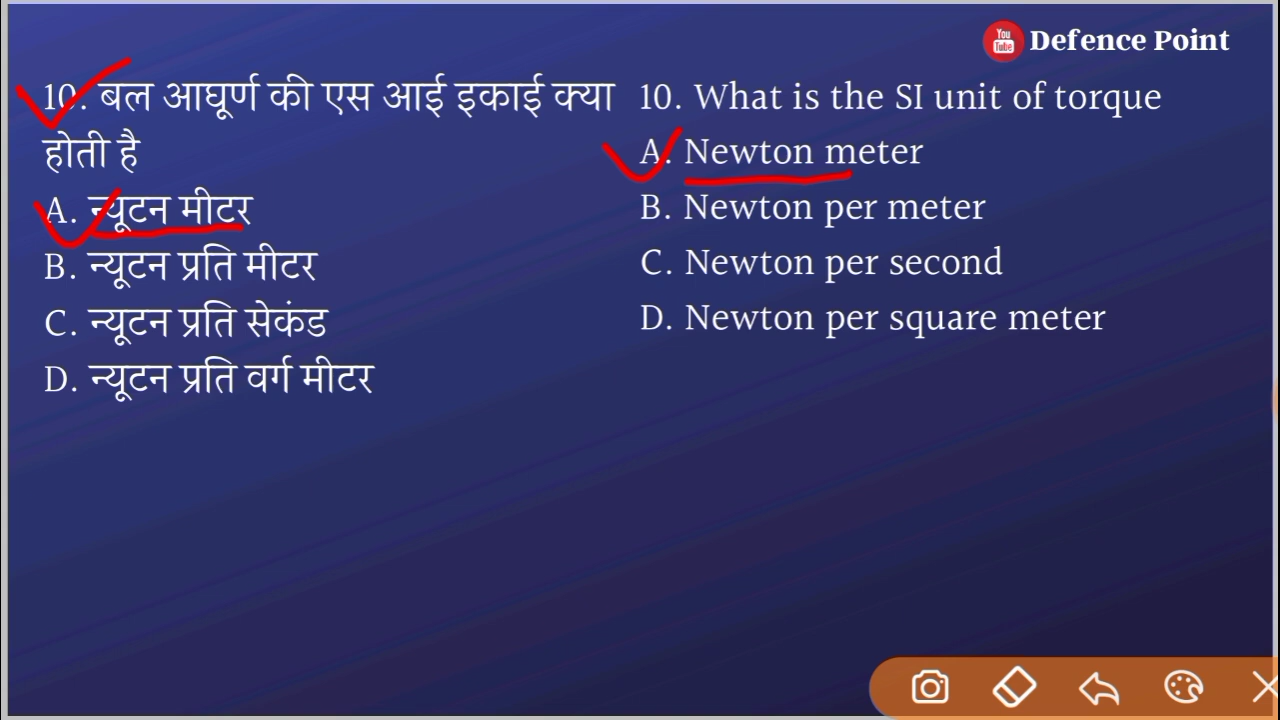 You
Tube
Defence Point
10. बल आघूर्ण की एस आई इकाई क्या
होती है
A. न्यूटन मीटर
B. न्यूटन प्रति मीटर
C. न्यूटन प्रति सेकंड
D. न्यूटन प्रति वर्ग मीटर
10. What is the SI unit of torque
A. Newton meter
B. Newton per meter
C. Newton per second
D. Newton per square meter